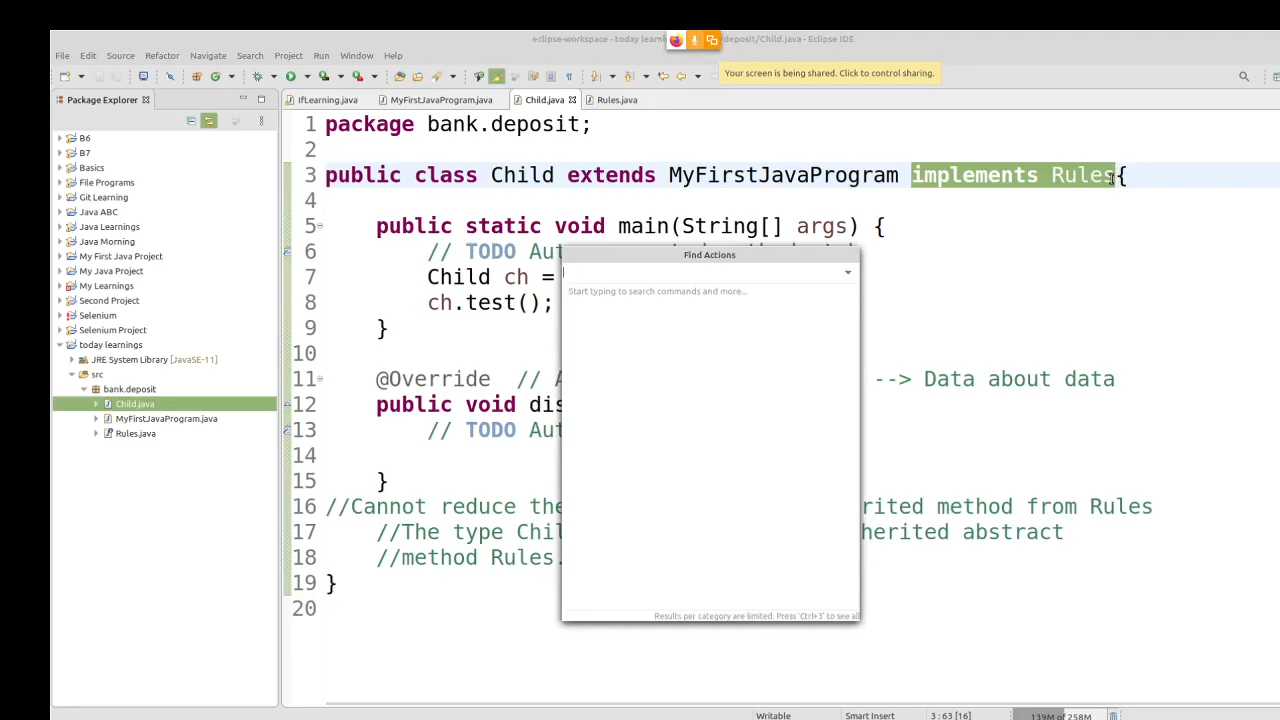 eclipse-workspace - today learni
/deposit/Child.java - Eclipse IDE
File Edit Source Refactor Navigate Search Project Run Window Help
Your screen is being shared. Click to control sharing.
Package Explorer
IfLearning.java
MyFirstJavaProgram.java
Child.java
Rules.java
B6
B7
Basics
File Programs
Git Learning
Java ABC
Java Learnings
Java Morning
My First Java Project
My Java Project
My Learnings
Second Project
Selenium
Selenium Project
today learnings
JRE System Library [JavaSE-11]
src
bank.deposit
Child.java
MyFirstJavaProgram.java
Rules.java
1 package bank.deposit;
2
3 public class Child extends MyFirstJavaProgram implements Rules{
4
5 public static void main(String[] args) {
6 // TODO Aut
7 Child ch =
8 ch.test();
9 }
10
11 @Override // A --> Data about data
12 public void dis
13 // TODO Aut
14
15 }
16 //Cannot reduce the rited method from Rules
17 //The type Chil herited abstract
18 //method Rules.
19 }
20
Find Actions
Start typing to search commands and more...
Results per category are limited. Press 'Ctrl+3' to see all
Writable
Smart Insert
3 : 63 [16]
139M of 258M